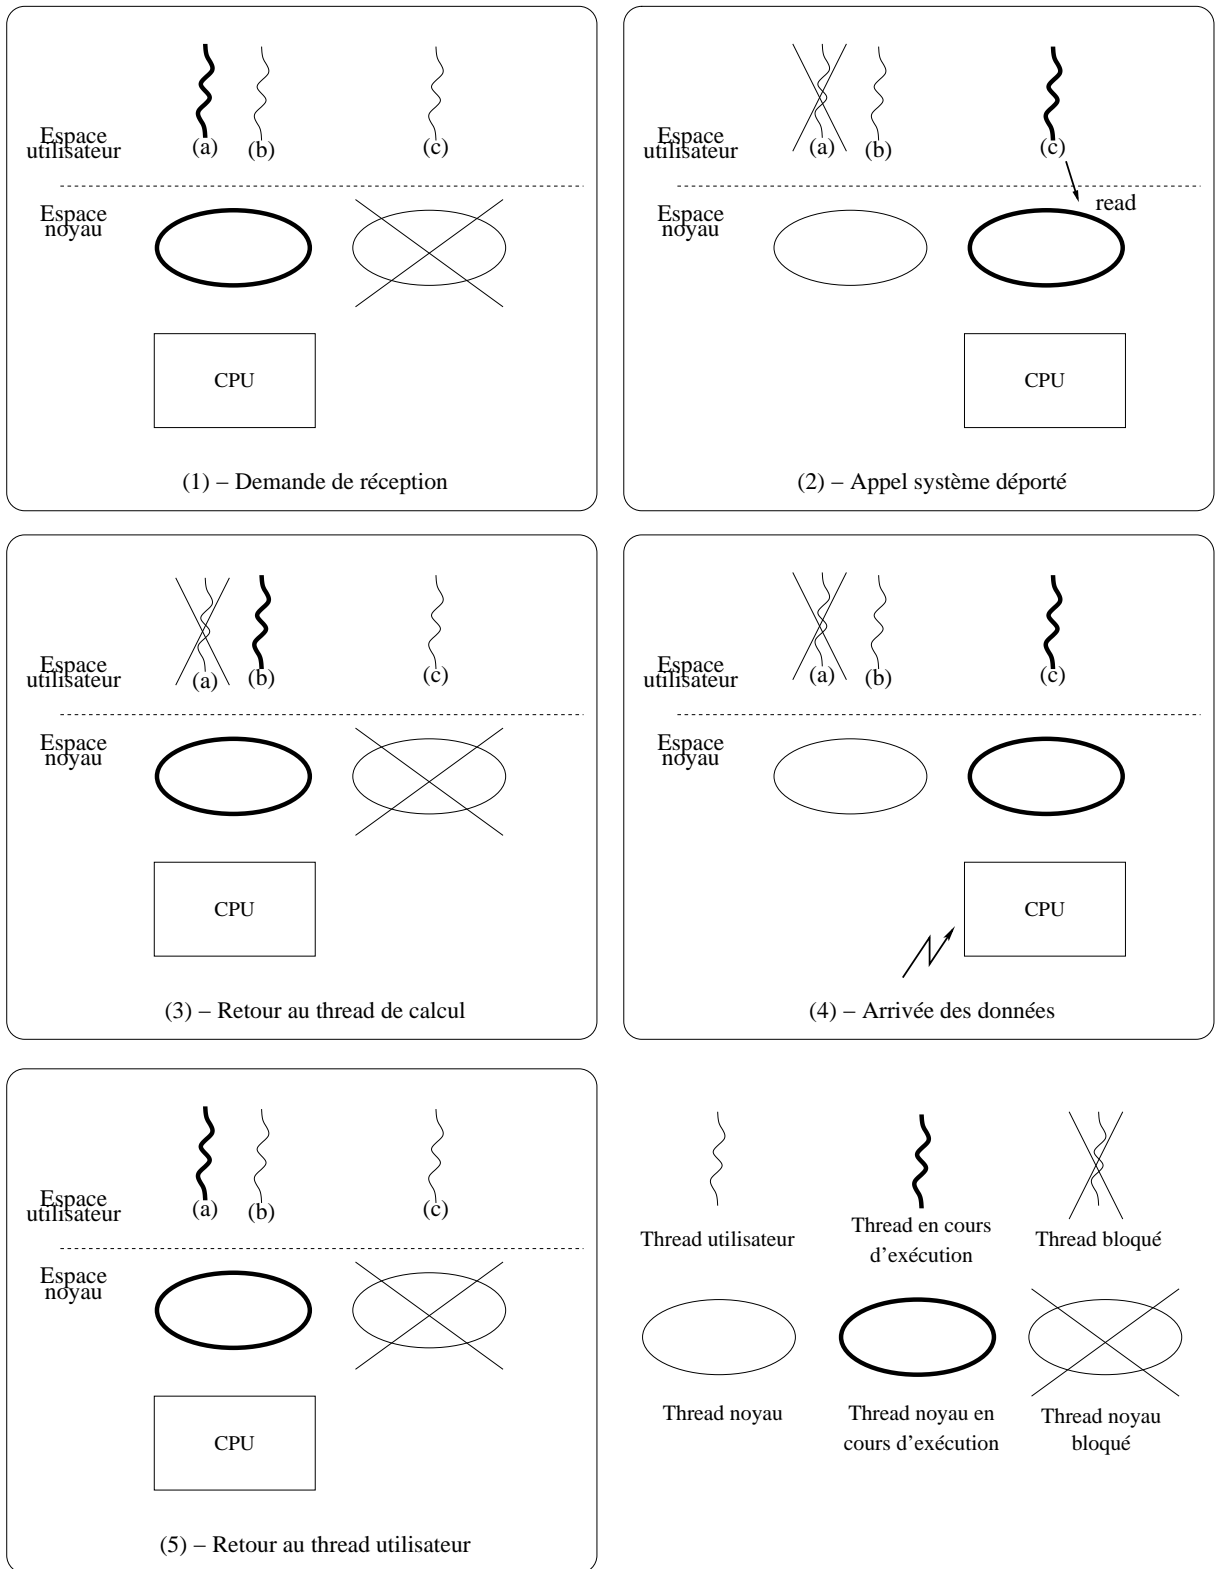 Espace
utilisateur
(a)
(b)
(c)
Espace
noyau
CPU
(1) – Demande de réception
Espace
utilisateur
(a)
(b)
(c)
read
Espace
noyau
CPU
(2) – Appel système déporté
Espace
utilisateur
(a)
(b)
(c)
Espace
noyau
CPU
(3) – Retour au thread de calcul
Espace
utilisateur
(a)
(b)
(c)
Espace
noyau
CPU
(4) – Arrivée des données
Espace
utilisateur
(a)
(b)
(c)
Espace
noyau
CPU
(5) – Retour au thread utilisateur
Thread utilisateur
Thread en cours
d'exécution
Thread bloqué
Thread noyau
Thread noyau en
cours d'exécution
Thread noyau
bloqué